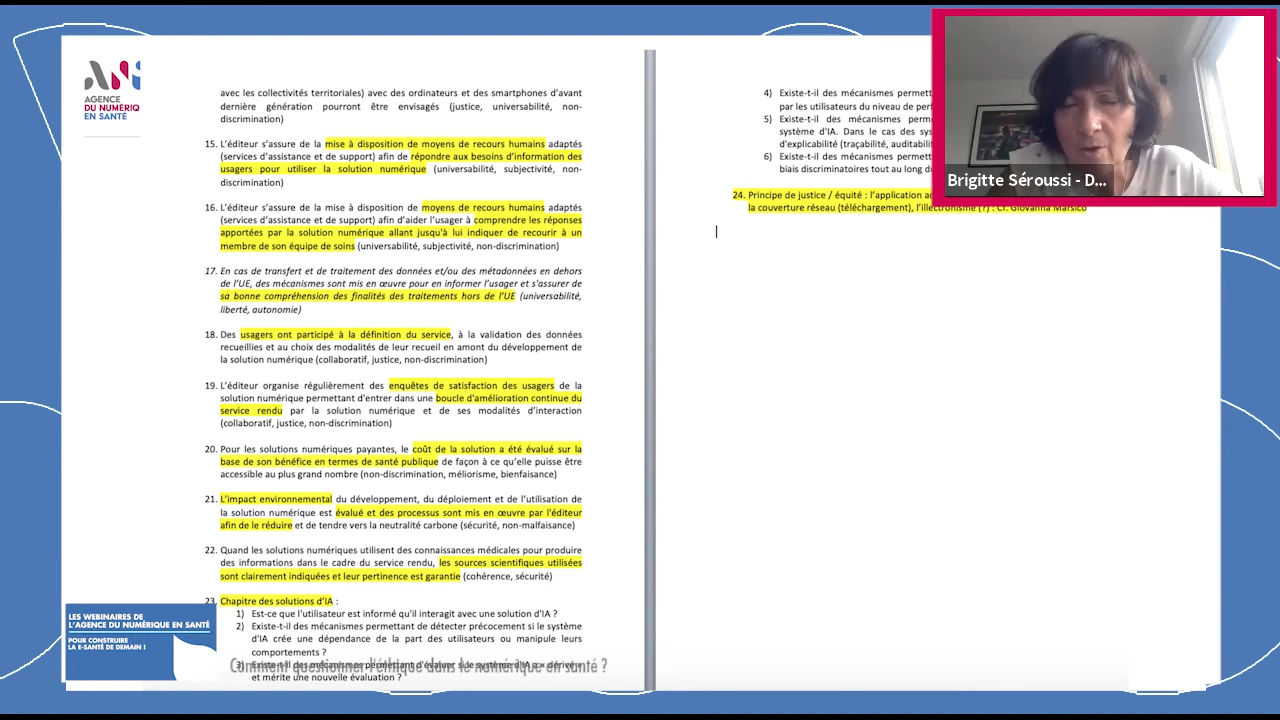 AGENCE
DU NUMÉRIQ
EN SANTÉ
avec les collectivités territoriales) avec des ordinateurs et des smartphones d'avant
dernière génération pourront être envisagés (justice, universabilité, non-
discrimination)
15. L'éditeur s'assure de la mise à disposition de moyens de recours humains adaptés
(services d'assistance et de support) afin de répondre aux besoins d'information des
usagers pour utiliser la solution numérique (universabilité, subjectivité, non-
discrimination)
16. L'éditeur s'assure de la mise à disposition de moyens de recours humains adaptés
(services d'assistance et de support) afin d'aider l'usager à comprendre les réponses
apportées par la solution numérique allant jusqu'à lui indiquer de recourir à un
membre de son équipe de soins (universabilité, subjectivité, non-discrimination)
17. En cas de transfert et de traitement des données et/ou des métadonnées en dehors
de l'UE, des mécanismes sont mis en œuvre pour en informer l'usager et s'assurer de
sa bonne compréhension des finalités des traitements hors de l'UE (universabilité,
liberté, autonomie)
18. Des usagers ont participé à la définition du service, à la validation des données
recueillies et au choix des modalités de leur recueil en amont du développement de
la solution numérique (collaboratif, justice, non-discrimination)
19. L'éditeur organise régulièrement des enquêtes de satisfaction des usagers de la
solution numérique permettant d'entrer dans une boucle d'amélioration continue du
service rendu par la solution numérique et de ses modalités d'interaction
(collaboratif, justice, non-discrimination)
20. Pour les solutions numériques payantes, le coût de la solution a été évalué sur la
base de son bénéfice en termes de santé publique de façon à ce qu'elle puisse être
accessible au plus grand nombre (non-discrimination, méliorisme, bienfaisance)
21. L'impact environnemental du développement, du déploiement et de l'utilisation de
la solution numérique est évalué et des processus sont mis en œuvre par l'éditeur
afin de le réduire et de tendre vers la neutralité carbone (sécurité, non-malfaisance)
22. Quand les solutions numériques utilisent des connaissances médicales pour produire
des informations dans le cadre du service rendu, les sources scientifiques utilisées
sont clairement indiquées et leur pertinence est garantie (cohérence, sécurité)
23. Chapitre des solutions d'IA :
1) Est-ce que l'utilisateur est informé qu'il interagit avec une solution d'IA ?
2) Existe-t-il des mécanismes permettant de détecter précocement si le système
d'IA crée une dépendance de la part des utilisateurs ou manipule leurs
comportements ?
3) Existe-t-il des mécanismes permettant d'évaluer si le système d'IA a « dérivé »
et mérite une nouvelle évaluation ?
4) Existe-t-il des mécanismes permett
par les utilisateurs du niveau de perf
5) Existe-t-il des mécanismes perm
système d'IA. Dans le cas des sys
d'explicabilité (traçabilité, auditabili
6) Existe-t-il des mécanismes permett
biais discriminatoires tout au long de
24. Principe de justice / équité : l'application
la couverture réseau (téléchargement), l'illectronisme (?) : Cf. Giovanna Marsico
Brigitte Séroussi - D...
LES WEBINAIRES DE
L'AGENCE DU NUMÉRIQUE EN SANTÉ
POUR CONSTRUIRE
LA E-SANTÉ DE DEMAIN !
Comment questionner l'éthique dans le numérique en santé ?